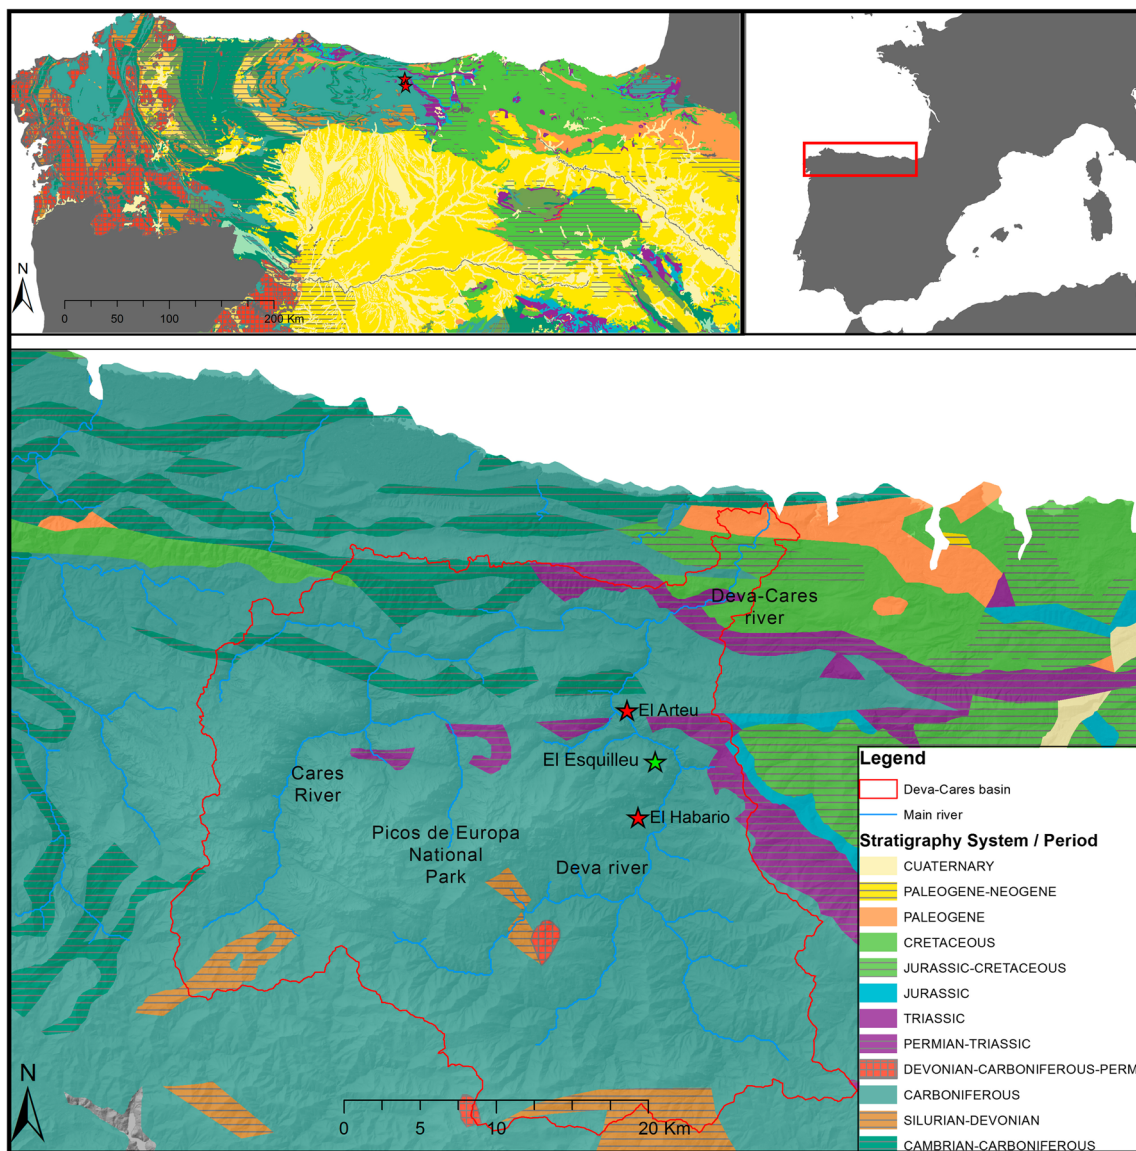 N
0 50 100 200 Km
Deva-Cares
river
El Arteu
El Esquilleu
Cares
River
El Habario
Picos de Europa
National
Park
Deva river
N
0 5 10 20 Km
Legend
Deva-Cares basin
Main river
Stratigraphy System / Period
CUATERNARY
PALEOGENE-NEOGENE
PALEOGENE
CRETACEOUS
JURASSIC-CRETACEOUS
JURASSIC
TRIASSIC
PERMIAN-TRIASSIC
DEVONIAN-CARBONIFEROUS-PERM
CARBONIFEROUS
SILURIAN-DEVONIAN
CAMBRIAN-CARBONIFEROUS